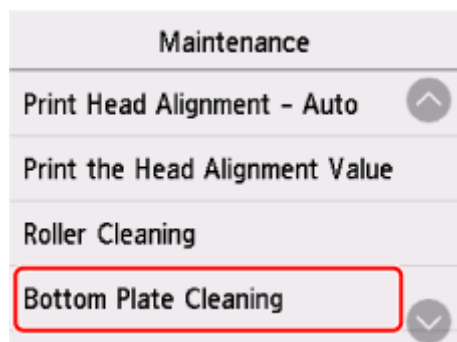 Maintenance
Print Head Alignment - Auto
Print the Head Alignment Value
Roller Cleaning
Bottom Plate Cleaning